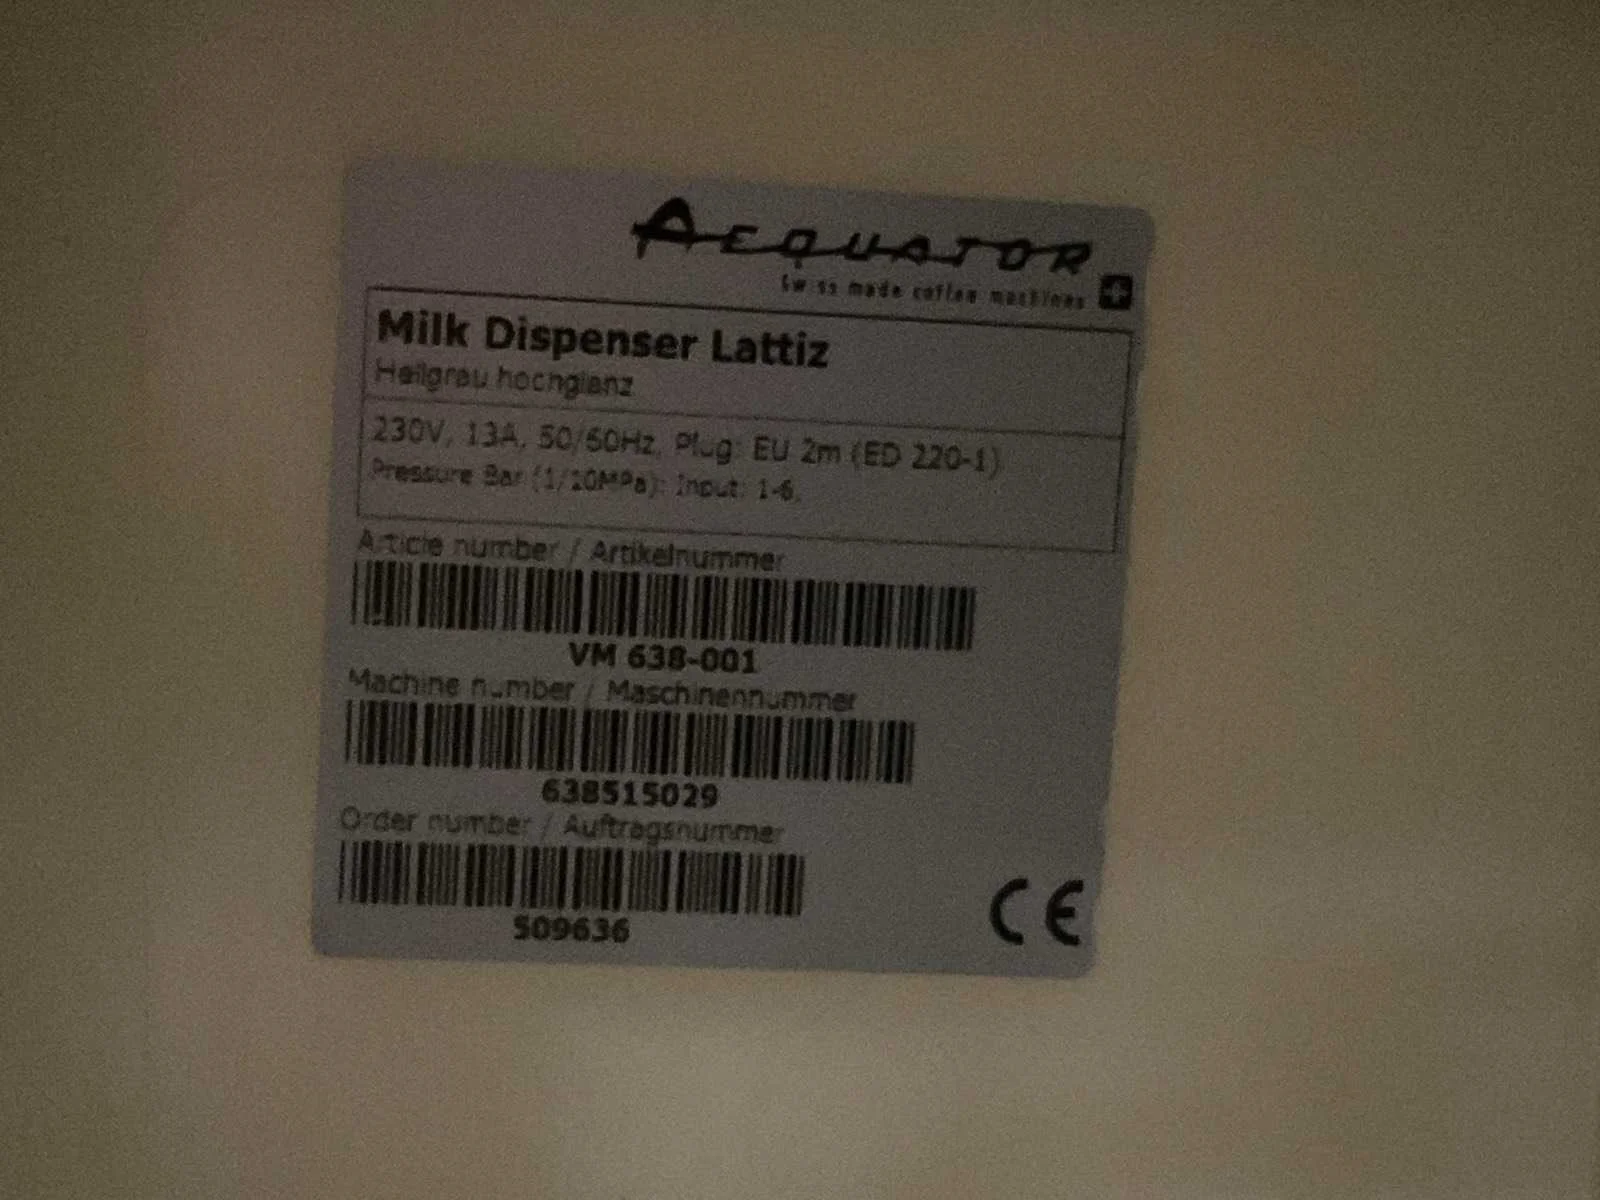 AEQUATOR
Swiss made coffee machines
Milk Dispenser Lattiz
Hellgrau hochglanz
230V, 13A, 50/60Hz, Plug: EU 2m (ED 220-1)
Pressure Bar (1/10MPa): Input: 1-6,
Article number / Artikelnummer
VM 638-001
Machine number / Maschinennummer
638515029
Order number / Auftragsnummer
509636
CE